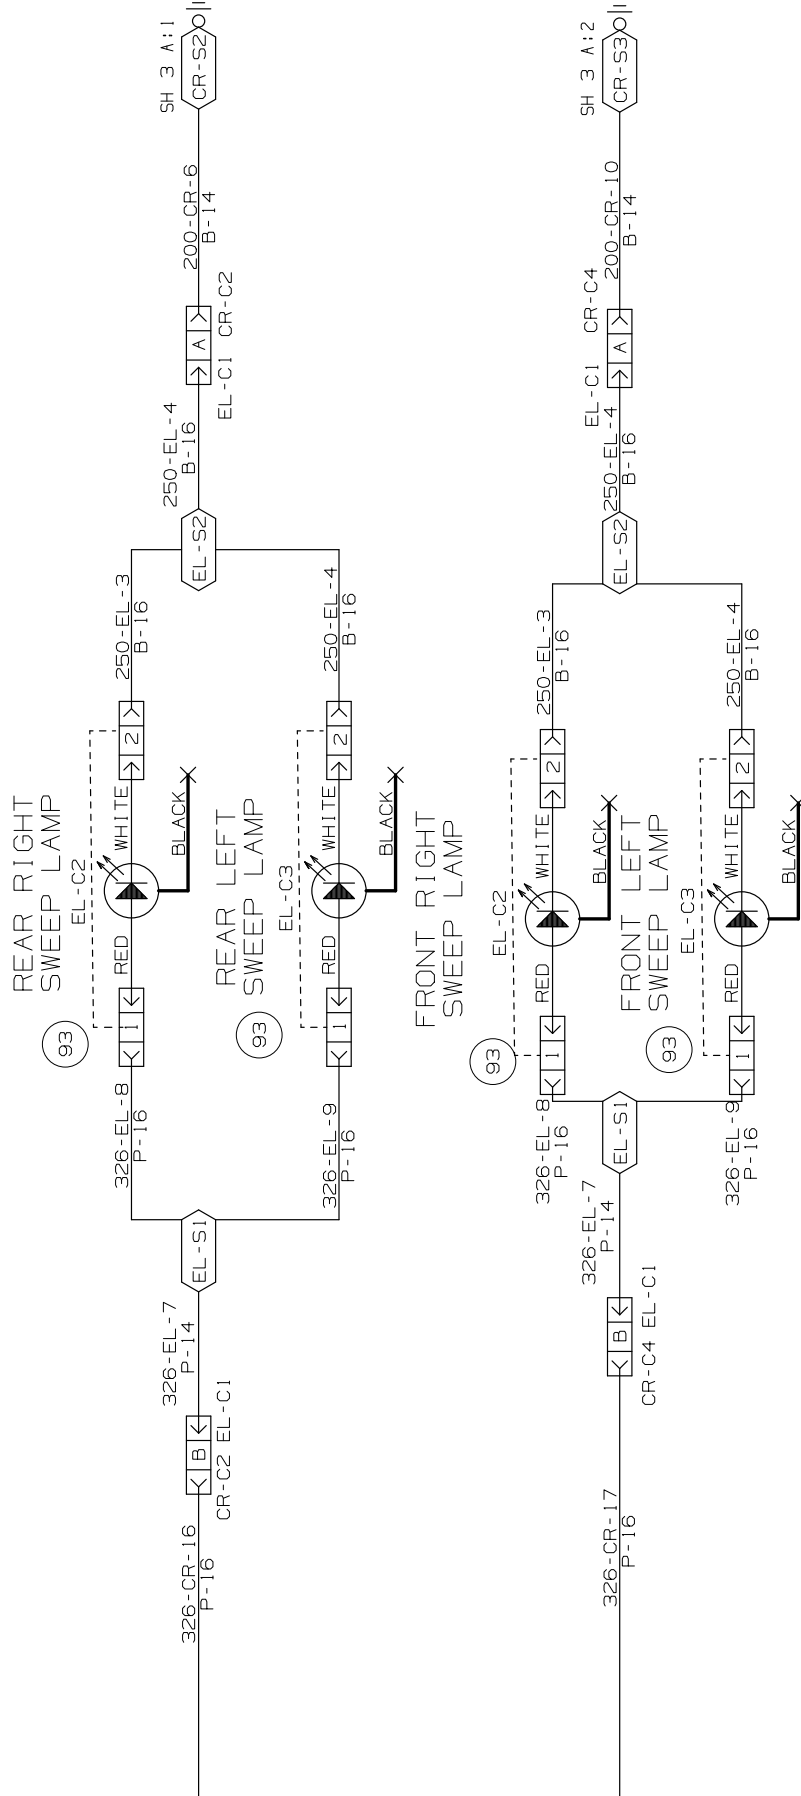 SH 3 A:1
CR-S2
200-CR-6
B-14
EL-C1 CR-C2
A
250-EL-4
B-16
EL-S2
250-EL-3
B-16
250-EL-4
B-16
2
2
WHITE
WHITE
BLACK
BLACK
REAR RIGHT
SWEEP LAMP
EL-C2
REAR LEFT
SWEEP LAMP
EL-C3
RED
RED
93
93
1
1
326-EL-8
P-16
326-EL-9
P-16
EL-S1
326-EL-7
P-14
B
CR-C2 EL-C1
326-CR-16
P-16
SH 3 A:2
CR-S3
200-CR-10
B-14
EL-C1 CR-C4
A
250-EL-4
B-16
EL-S2
250-EL-3
B-16
250-EL-4
B-16
2
2
WHITE
WHITE
BLACK
BLACK
FRONT RIGHT
SWEEP LAMP
EL-C2
FRONT LEFT
SWEEP LAMP
EL-C3
RED
RED
93
93
1
1
326-EL-8
P-16
326-EL-9
P-16
EL-S1
326-EL-7
P-14
B
CR-C4 EL-C1
326-CR-17
P-16